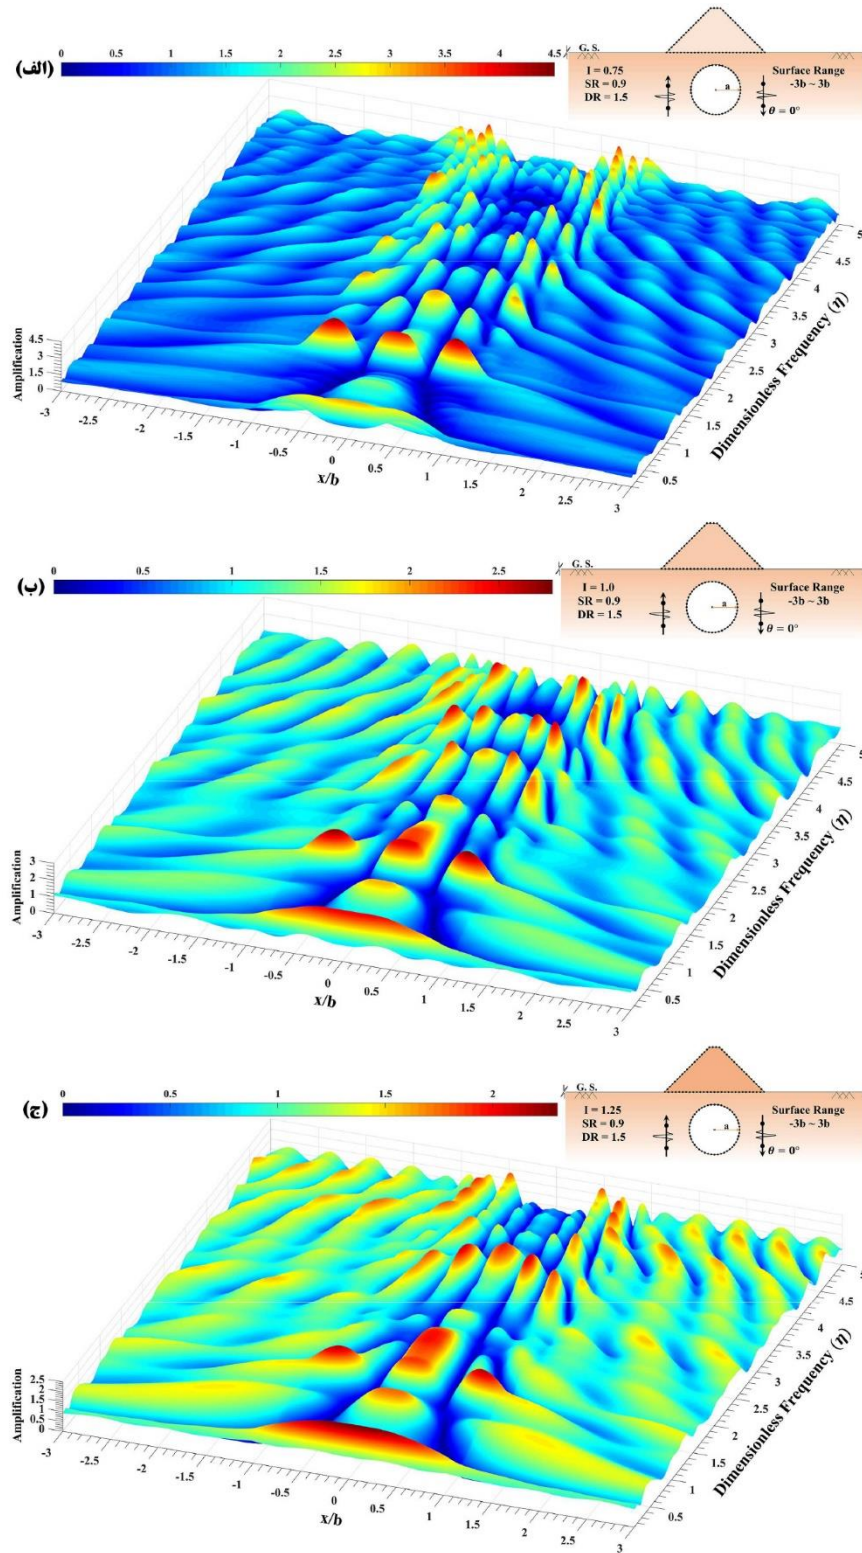 0 0.5 1 1.5 2 2.5 3 3.5 4 4.5
(الف)
G. S.
I = 0.75
SR = 0.9
DR = 1.5
a
Surface Range
-3b ~ 3b
θ = 0°
Amplification
4.5
3
1.5
0
-3 -2.5 -2 -1.5 -1 -0.5 0 0.5 1 1.5 2 2.5 3
x/b
0.5 1 1.5 2 2.5 3 3.5 4 4.5 5
Dimensionless Frequency (η)
0 0.5 1 1.5 2 2.5
(ب)
G. S.
I = 1.0
SR = 0.9
DR = 1.5
a
Surface Range
-3b ~ 3b
θ = 0°
Amplification
3
2
1
0
-3 -2.5 -2 -1.5 -1 -0.5 0 0.5 1 1.5 2 2.5 3
x/b
0.5 1 1.5 2 2.5 3 3.5 4 4.5 5
Dimensionless Frequency (η)
0 0.5 1 1.5 2
(ج)
G. S.
I = 1.25
SR = 0.9
DR = 1.5
a
Surface Range
-3b ~ 3b
θ = 0°
Amplification
2.5
2
1.5
1
0.5
0
-3 -2.5 -2 -1.5 -1 -0.5 0 0.5 1 1.5 2 2.5 3
x/b
0.5 1 1.5 2 2.5 3 3.5 4 4.5 5
Dimensionless Frequency (η)